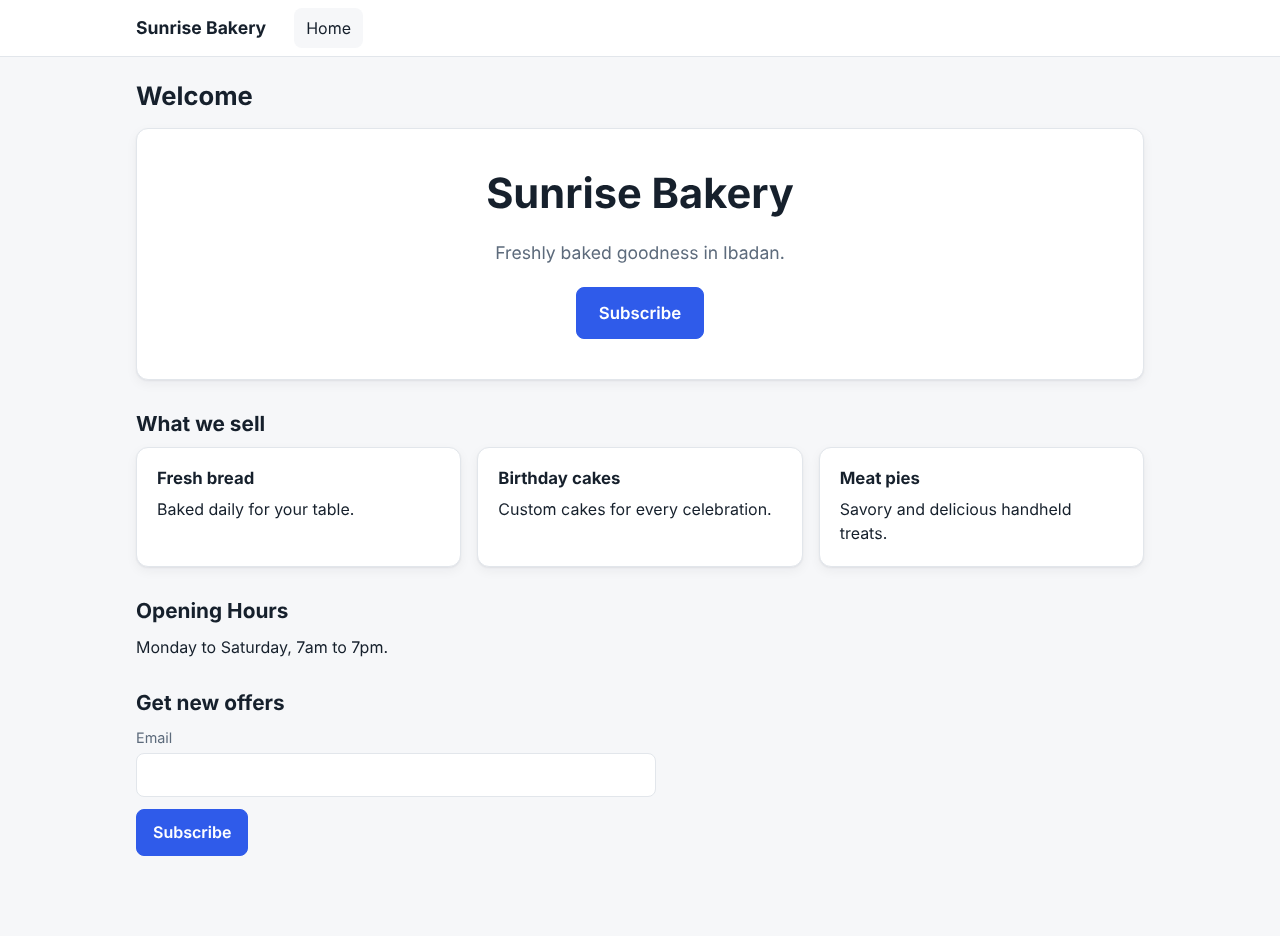 Sunrise Bakery
Home
Welcome
Sunrise Bakery
Freshly baked goodness in Ibadan.
Subscribe
What we sell
Fresh bread
Baked daily for your table.
Birthday cakes
Custom cakes for every celebration.
Meat pies
Savory and delicious handheld
treats.
Opening Hours
Monday to Saturday, 7am to 7pm.
Get new offers
Email
Subscribe